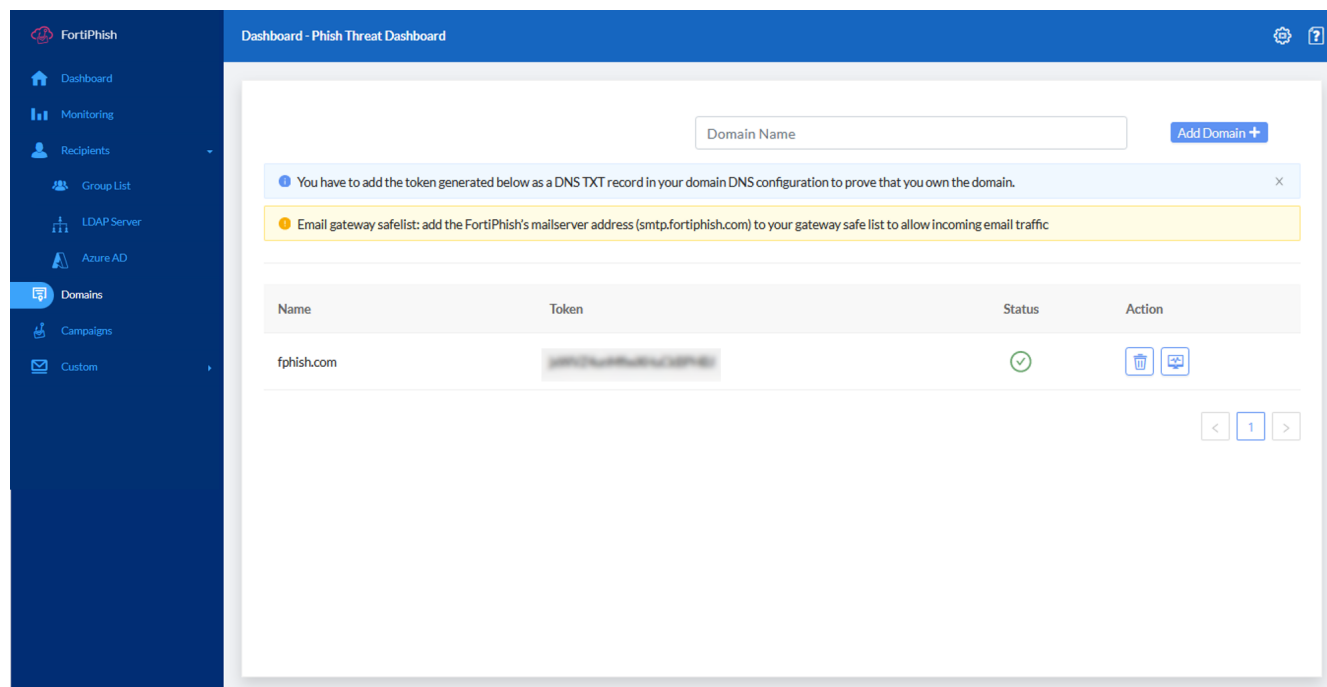 FortiPhish
Dashboard - Phish Threat Dashboard
Dashboard
Monitoring
Recipients
Group List
LDAP Server
Azure AD
Domains
Campaigns
Custom
Domain Name
Add Domain +
You have to add the token generated below as a DNS TXT record in your domain DNS configuration to prove that you own the domain.
Email gateway safelist: add the FortiPhish's mailserver address (smtp.fortiphish.com) to your gateway safe list to allow incoming email traffic
Name Token Status Action
fphish.com
< 1 >